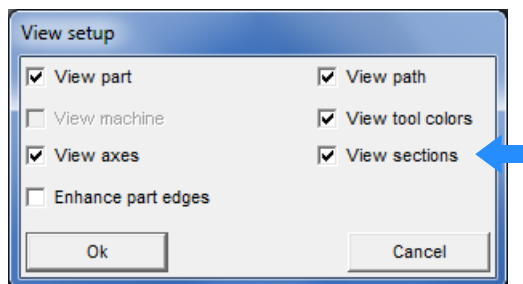 View setup
View part
View path
View machine
View tool colors
View axes
View sections
Enhance part edges
Ok
Cancel